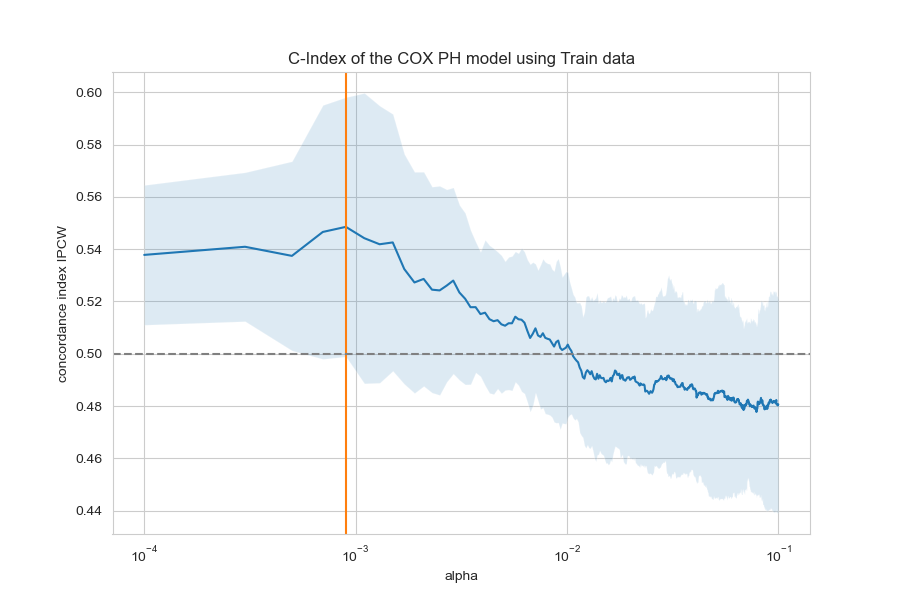 C-Index of the COX PH model using Train data
concordance index IPCW
0.60
0.58
0.56
0.54
0.52
0.50
0.48
0.46
0.44
10⁻⁴ 10⁻³ 10⁻² 10⁻¹
alpha